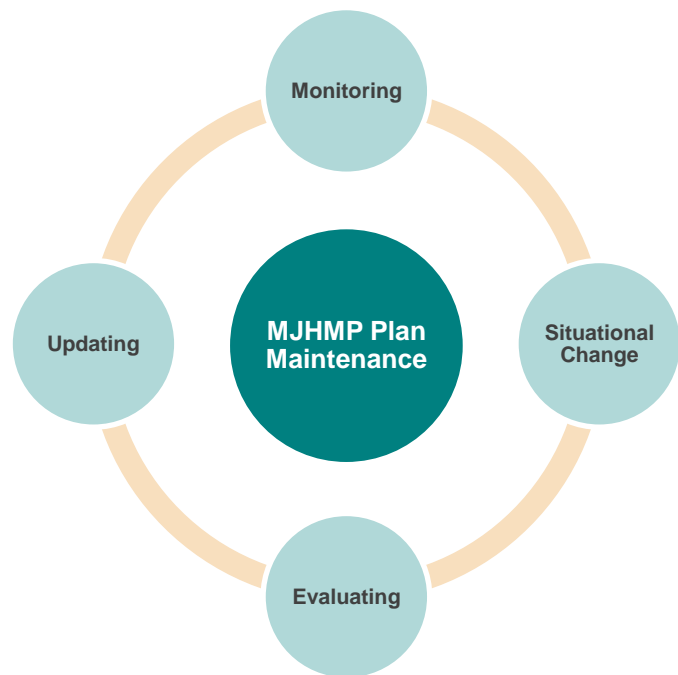 Monitoring
Updating
MJHMP Plan
Maintenance
Situational
Change
Evaluating